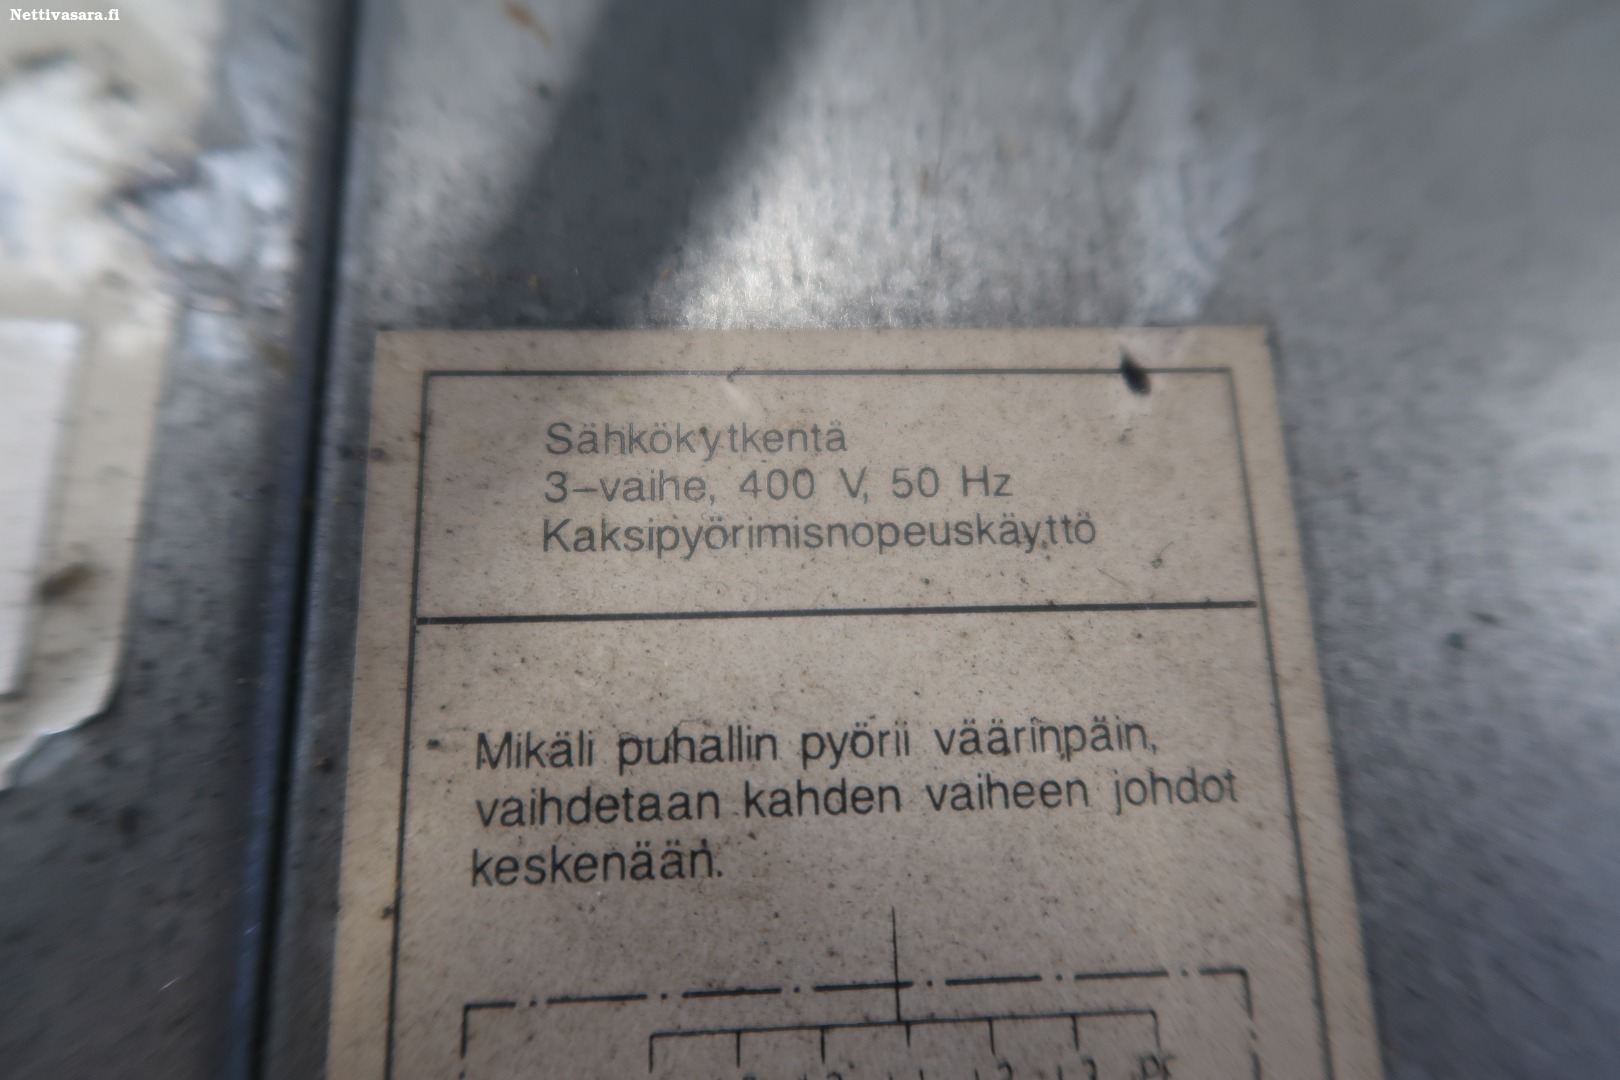 Nettivasara.fi
Sähkökytkentä
3-vaihe, 400 V, 50 Hz
Kaksipyörimisnopeuskäyttö
Mikäli puhallin pyörii väärinpäin,
vaihdetaan kahden vaiheen johdot
keskenään.